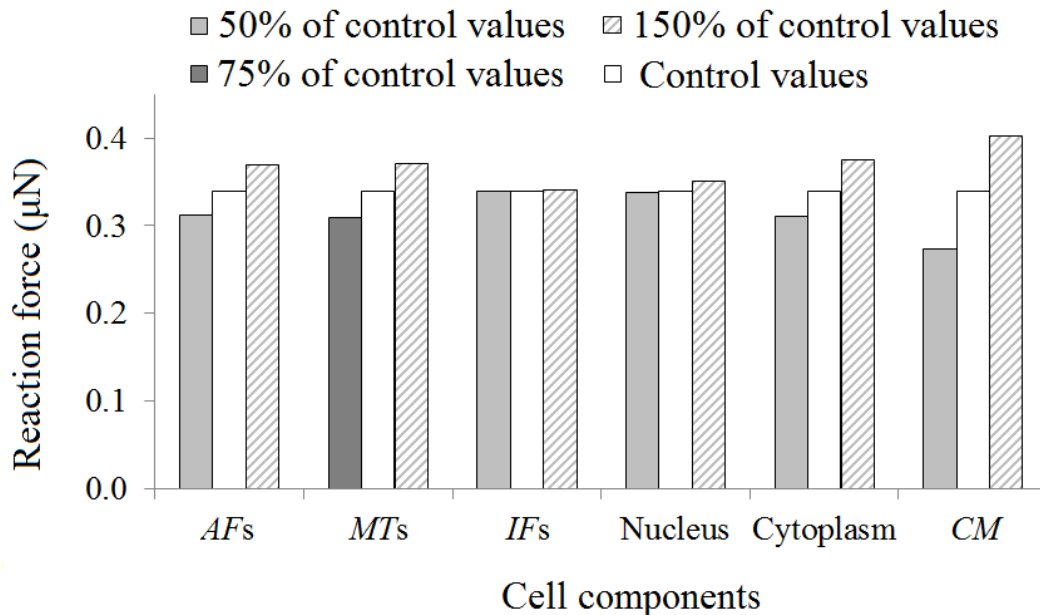 50% of control values
150% of control values
75% of control values
Control values
Reaction force (µN)
0.4
0.3
0.2
0.1
0.0
AFs
MTs
IFs
Nucleus
Cytoplasm
CM
Cell components